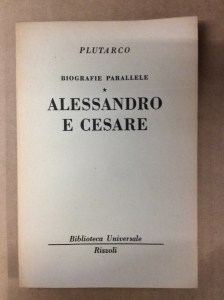 PLUTARCO
BIOGRAFIE PARALLELE
★
ALESSANDRO
E CESARE
Biblioteca Universale
Rizzoli